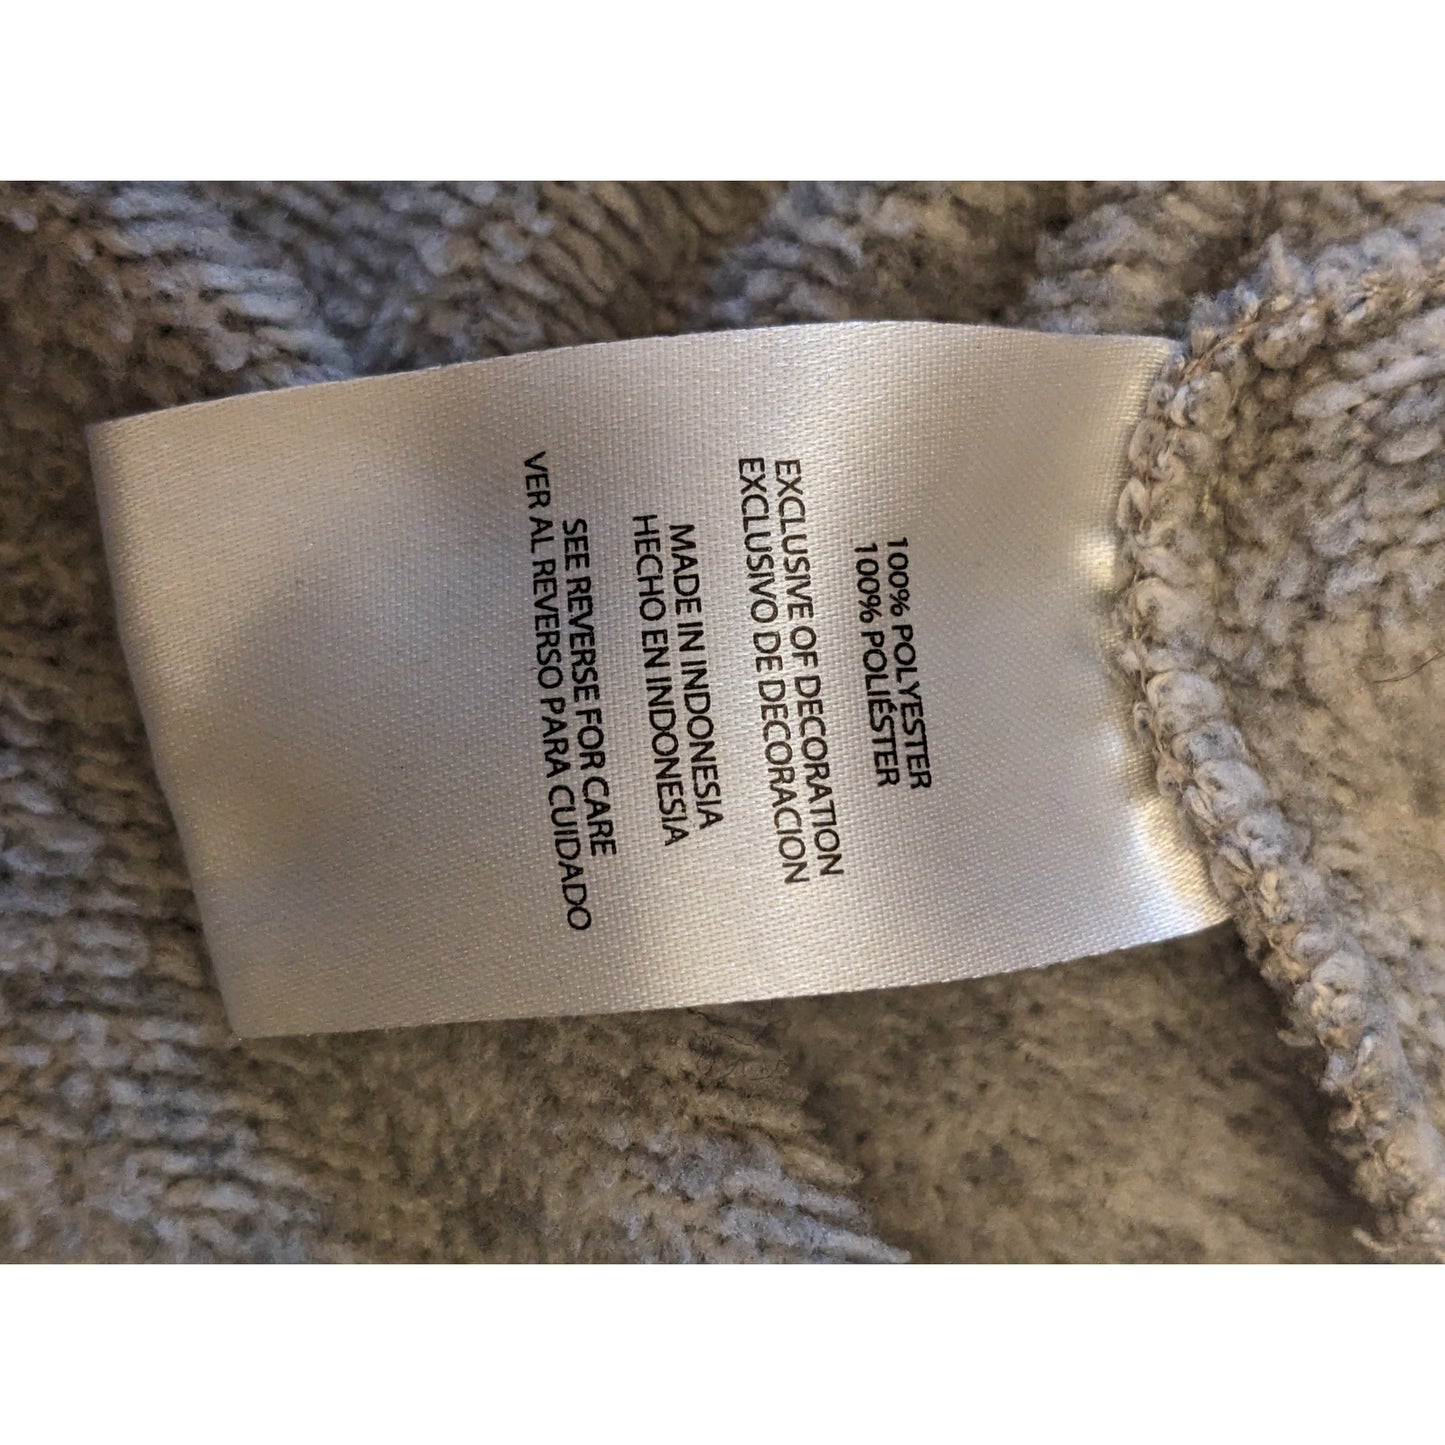 100% POLYESTER
100% POLIÉSTER
EXCLUSIVE OF DECORATION
EXCLUSIVO DE DECORACION
MADE IN INDONESIA
HECHO EN INDONESIA
SEE REVERSE FOR CARE
VER AL REVERSO PARA CUIDADO